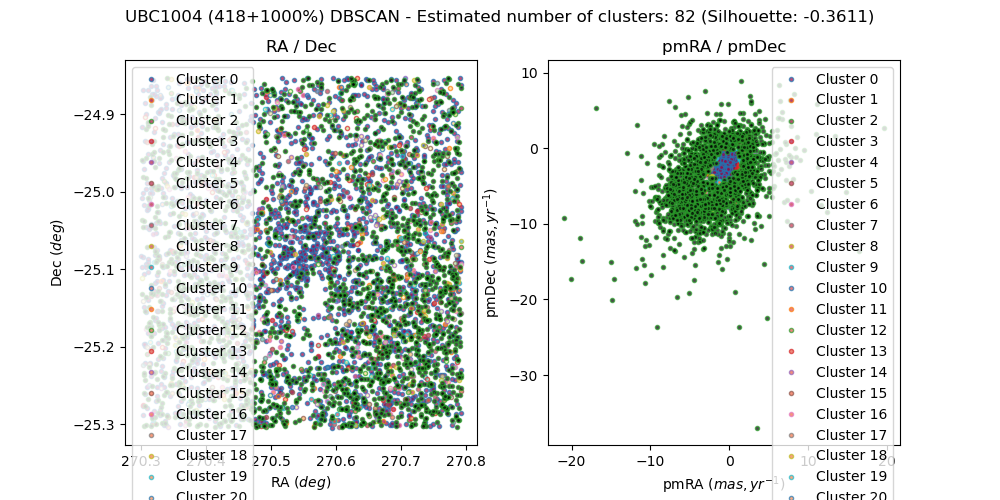 UBC1004 (418+1000%) DBSCAN - Estimated number of clusters: 82 (Silhouette: -0.3611)
RA / Dec
Dec (deg)
−24.9
−25.0
−25.1
−25.2
−25.3
Cluster 0
Cluster 1
Cluster 2
Cluster 3
Cluster 4
Cluster 5
Cluster 6
Cluster 7
Cluster 8
Cluster 9
Cluster 10
Cluster 11
Cluster 12
Cluster 13
Cluster 14
Cluster 15
Cluster 16
Cluster 17
Cluster 18
Cluster 19
Cluster 20
270.3 270.4 270.5 270.6 270.7 270.8
RA (deg)
pmRA / pmDec
pmDec (mas, yr⁻¹)
10
0
−10
−20
−30
Cluster 0
Cluster 1
Cluster 2
Cluster 3
Cluster 4
Cluster 5
Cluster 6
Cluster 7
Cluster 8
Cluster 9
Cluster 10
Cluster 11
Cluster 12
Cluster 13
Cluster 14
Cluster 15
Cluster 16
Cluster 17
Cluster 18
Cluster 19
Cluster 20
−20 −10 0 10 20
pmRA (mas, yr⁻¹)